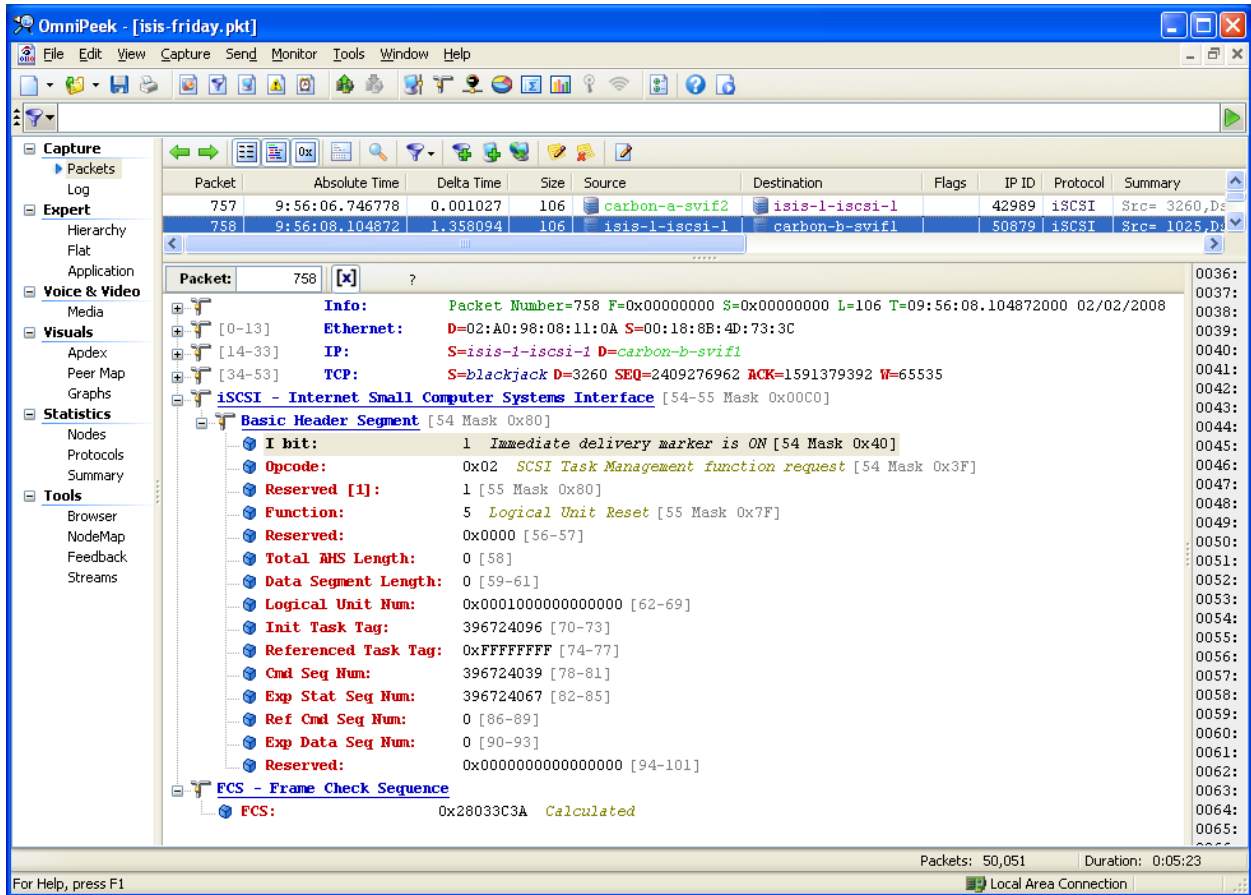 OmniPeek - [isis-friday.pkt]
File Edit View Capture Send Monitor Tools Window Help
Capture
Packets
Log
Expert
Hierarchy
Flat
Application
Voice & Video
Media
Visuals
Apdex
Peer Map
Graphs
Statistics
Nodes
Protocols
Summary
Tools
Browser
NodeMap
Feedback
Streams
Packet Absolute Time Delta Time Size Source Destination Flags IP ID Protocol Summary
757 9:56:06.746778 0.001027 106 carbon-a-svif2 isis-1-iscsi-1 42989 iSCSI Src= 3260,Ds
758 9:56:08.104872 1.358094 106 isis-1-iscsi-1 carbon-b-svif1 50879 iSCSI Src= 1025,Ds
Packet: 758 [x] ?
Info: Packet Number=758 F=0x00000000 S=0x00000000 L=106 T=09:56:08.104872000 02/02/2008
[0-13] Ethernet: D=02:A0:98:08:11:0A S=00:18:8B:4D:73:3C
[14-33] IP: S=isis-1-iscsi-1 D=carbon-b-svif1
[34-53] TCP: S=blackjack D=3260 SEQ=2409276962 ACK=1591379392 W=65535
iSCSI - Internet Small Computer Systems Interface [54-55 Mask 0x00C0]
Basic Header Segment [54 Mask 0x80]
I bit: 1 Immediate delivery marker is ON [54 Mask 0x40]
Opcode: 0x02 SCSI Task Management function request [54 Mask 0x3F]
Reserved [1]: 1 [55 Mask 0x80]
Function: 5 Logical Unit Reset [55 Mask 0x7F]
Reserved: 0x0000 [56-57]
Total AHS Length: 0 [58]
Data Segment Length: 0 [59-61]
Logical Unit Num: 0x0001000000000000 [62-69]
Init Task Tag: 396724096 [70-73]
Referenced Task Tag: 0xFFFFFFFF [74-77]
Cmd Seq Num: 396724039 [78-81]
Exp Stat Seq Num: 396724067 [82-85]
Ref Cmd Seq Num: 0 [86-89]
Exp Data Seq Num: 0 [90-93]
Reserved: 0x0000000000000000 [94-101]
FCS - Frame Check Sequence
FCS: 0x28033C3A Calculated
0036:
0037:
0038:
0039:
0040:
0041:
0042:
0043:
0044:
0045:
0046:
0047:
0048:
0049:
0050:
0051:
0052:
0053:
0054:
0055:
0056:
0057:
0058:
0059:
0060:
0061:
0062:
0063:
0064:
0065:
Packets: 50,051 Duration: 0:05:23
For Help, press F1 Local Area Connection